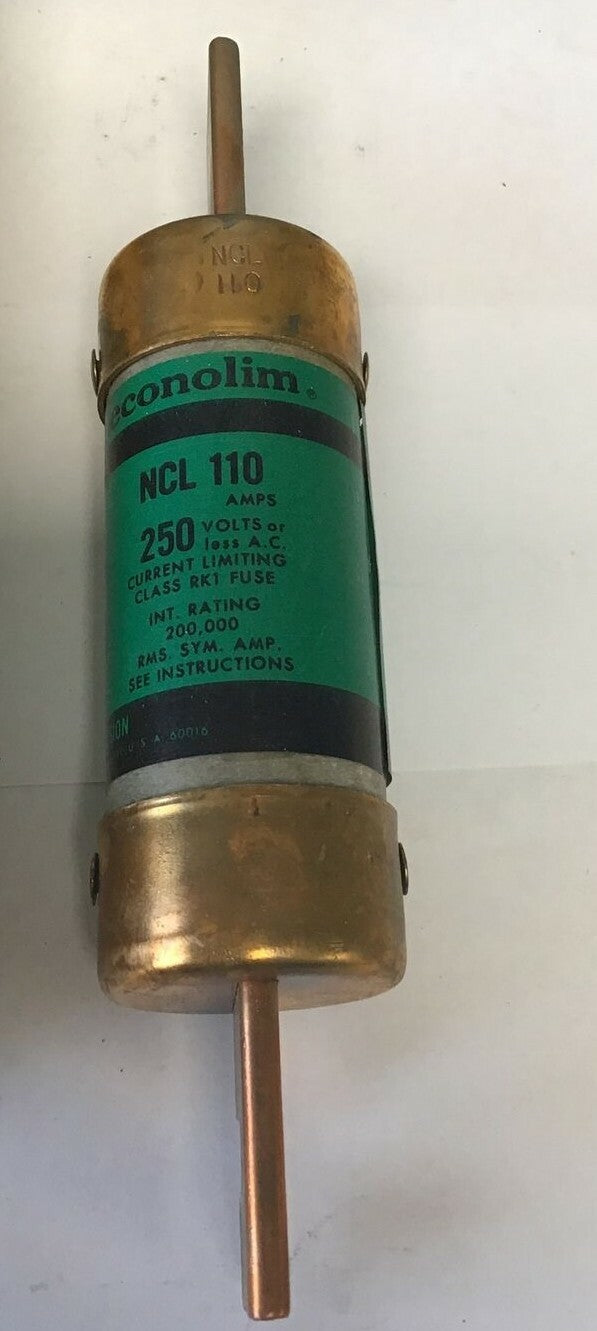 NCL
110
econolim®
NCL 110
AMPS
250 VOLTS or
less A.C.
CURRENT LIMITING
CLASS RK1 FUSE
INT. RATING
200,000
RMS. SYM. AMP.
SEE INSTRUCTIONS
U.S.A. 60016